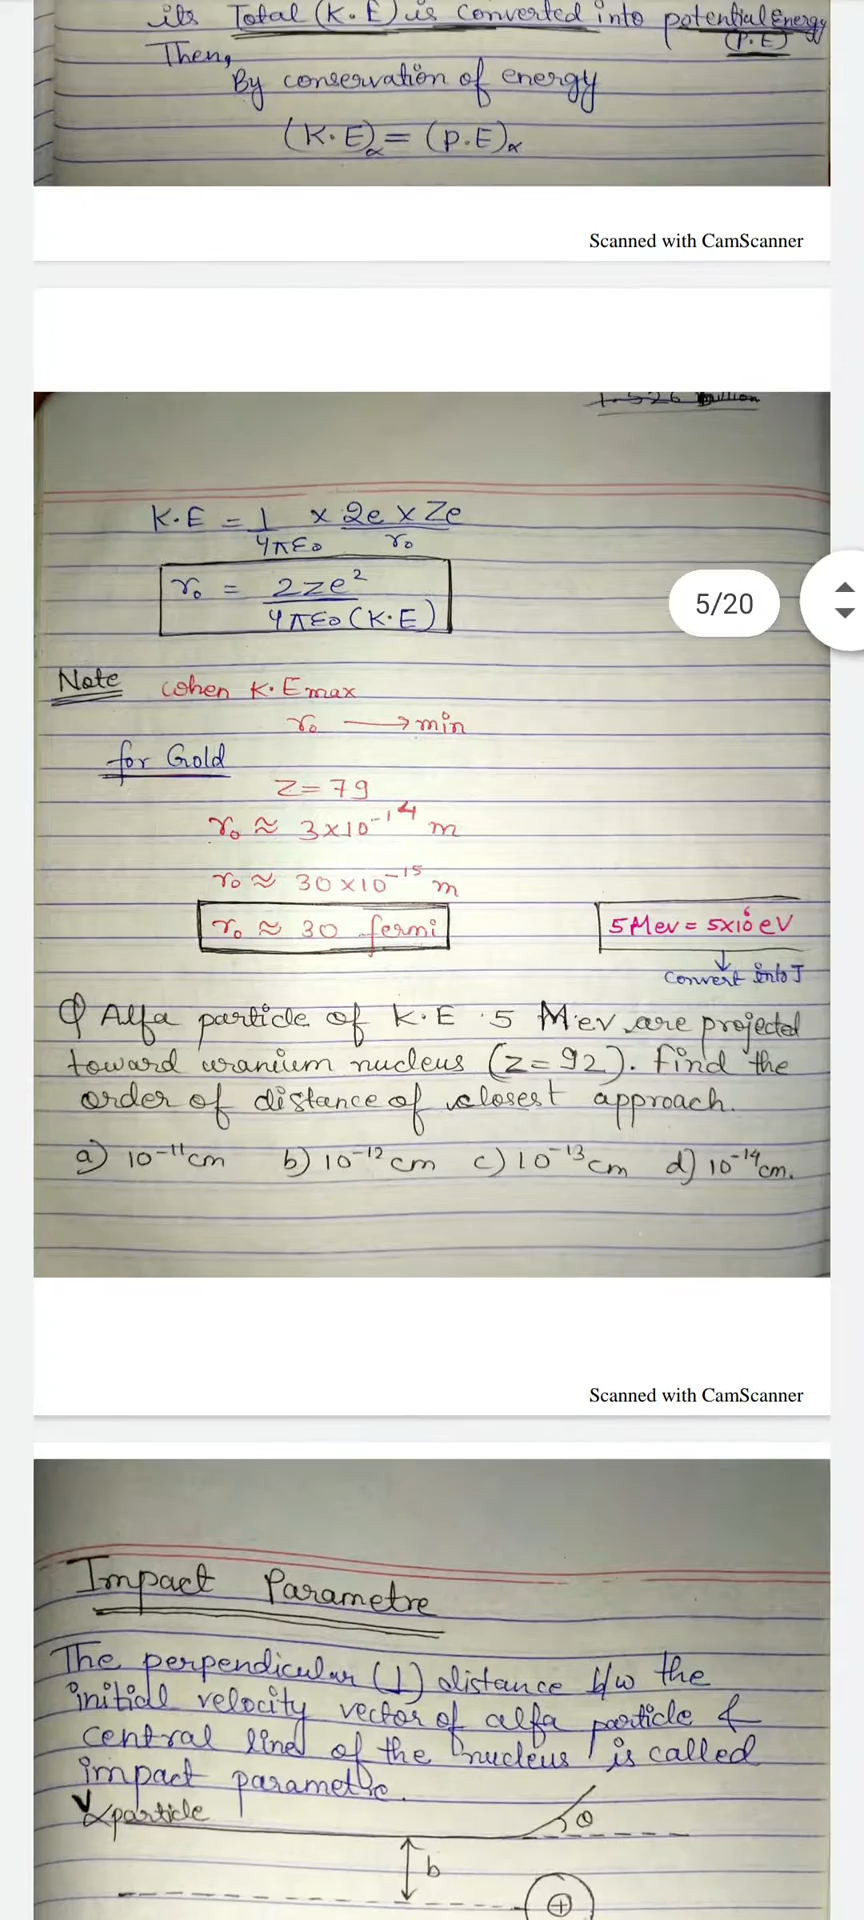 its Total (K.E) is converted into potential Energy
(P.E)
Then,
By conservation of energy
(K.E)α = (P.E)α
Scanned with CamScanner
1.526 million
K.E = 1/4πε₀ × 2e × Ze/r₀
r₀ = 2ze²/4πε₀(K.E)
5/20
Note when K.Emax
r₀ → min
for Gold
Z = 79
r₀ ≈ 3×10⁻¹⁴ m
r₀ ≈ 30×10⁻¹⁵ m
r₀ ≈ 30 fermi
5Mev = 5×10⁶eV
↓
Convert into J
Q Alfa particle of K.E 5 Mev are projected
toward uranium nucleus (z=92). find the
order of distance of closest approach.
a) 10⁻¹¹cm b) 10⁻¹²cm c) 10⁻¹³cm d) 10⁻¹⁴cm.
Scanned with CamScanner
Impact Parametre
The perpendicular (⊥) distance b/w the
initial velocity vector of alfa particle &
central line of the nucleus is called
impact parametre.
α particle
θ
b
+